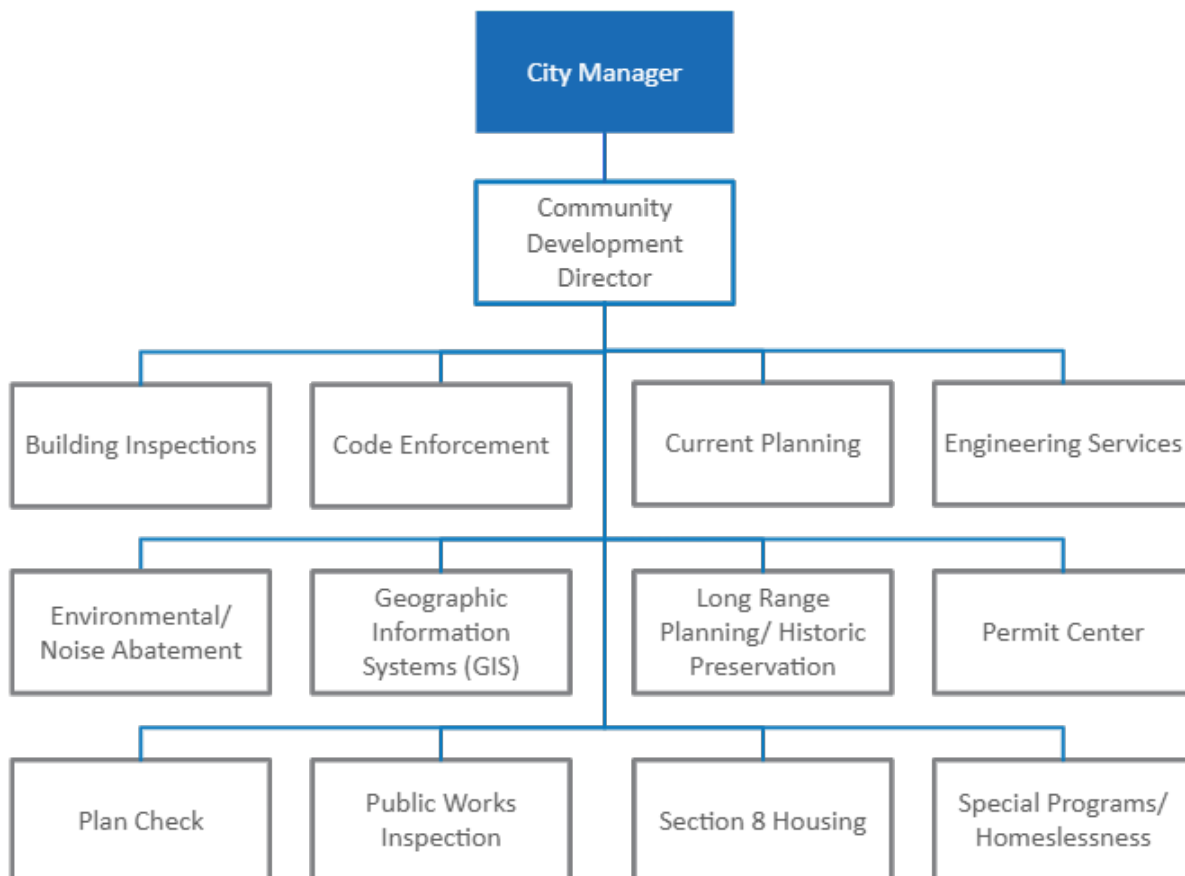 City Manager
Community
Development
Director
Building Inspections
Code Enforcement
Current Planning
Engineering Services
Environmental/
Noise Abatement
Geographic
Information
Systems (GIS)
Long Range
Planning/ Historic
Preservation
Permit Center
Plan Check
Public Works
Inspection
Section 8 Housing
Special Programs/
Homeslessness